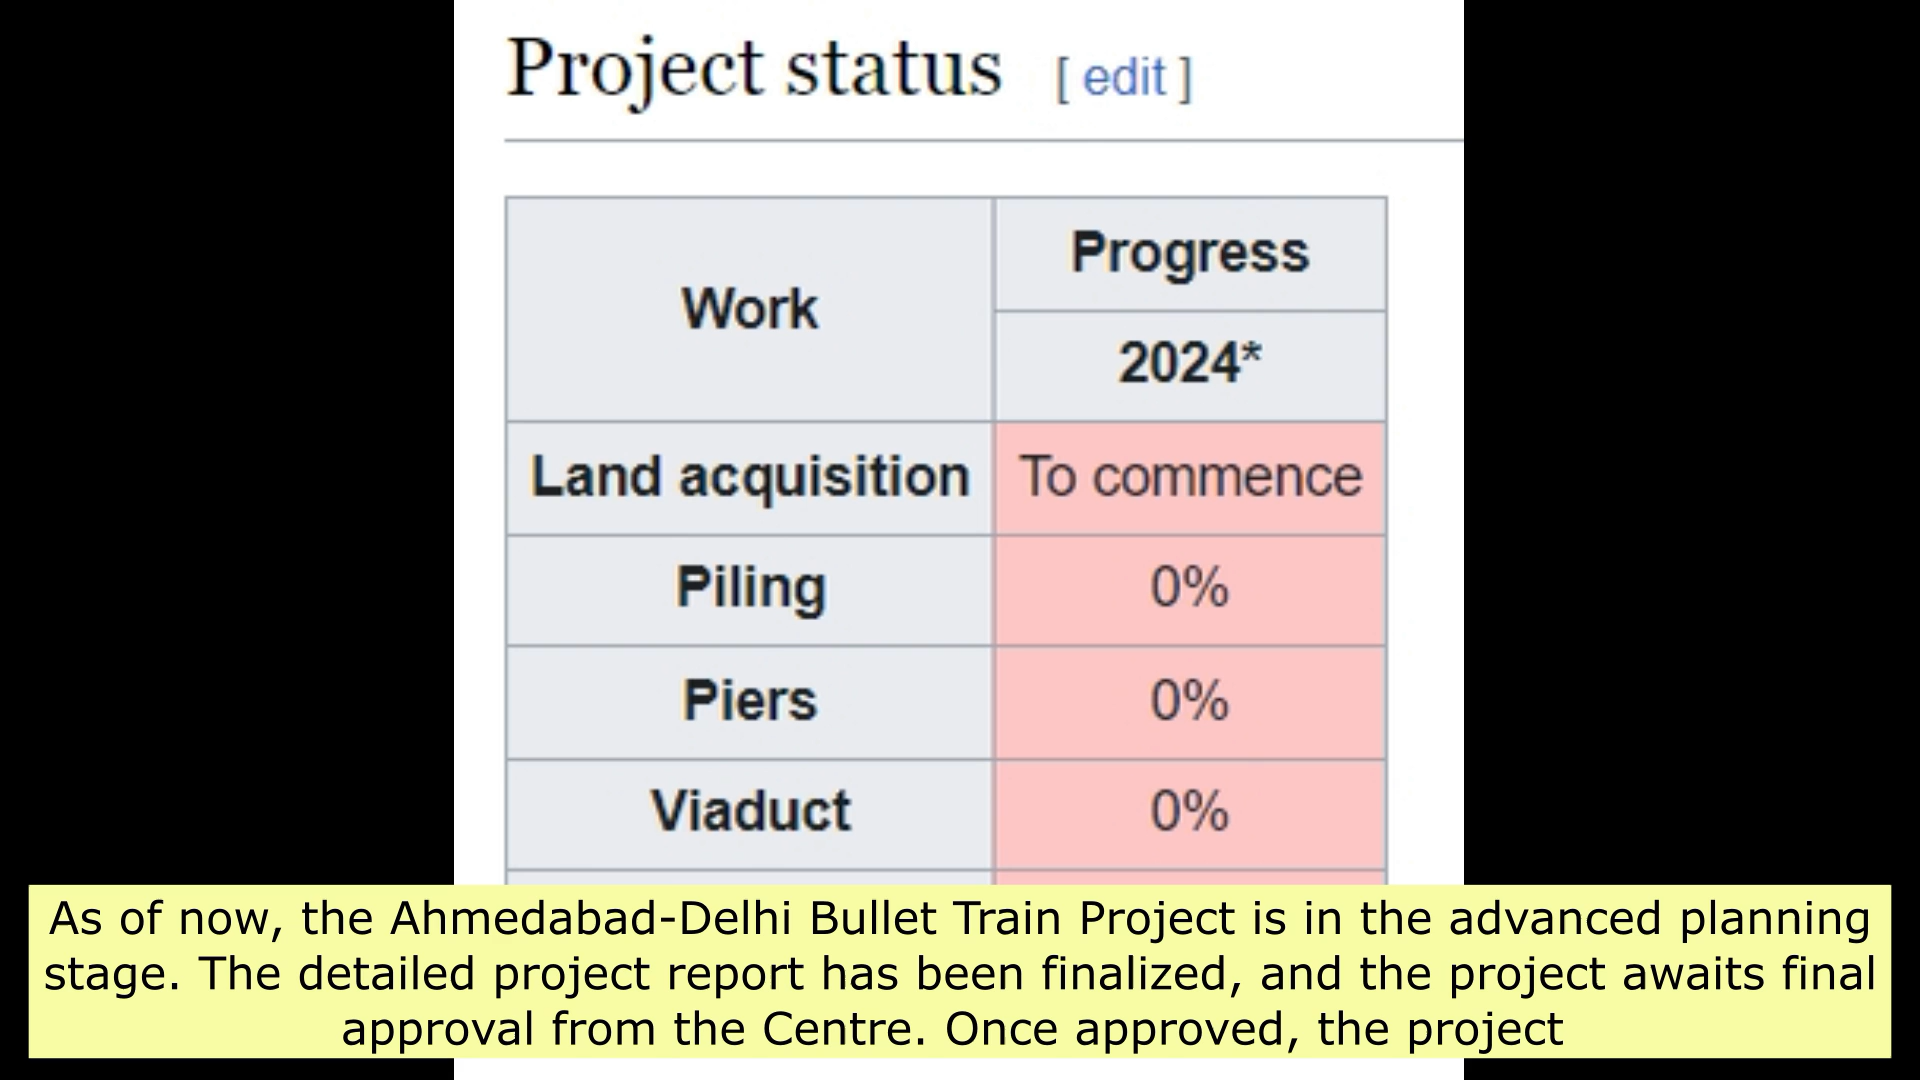 Project status [ edit ]
Work
Progress
2024*
Land acquisition To commence
Piling 0%
Piers 0%
Viaduct 0%
As of now, the Ahmedabad-Delhi Bullet Train Project is in the advanced planning
stage. The detailed project report has been finalized, and the project awaits final
approval from the Centre. Once approved, the project